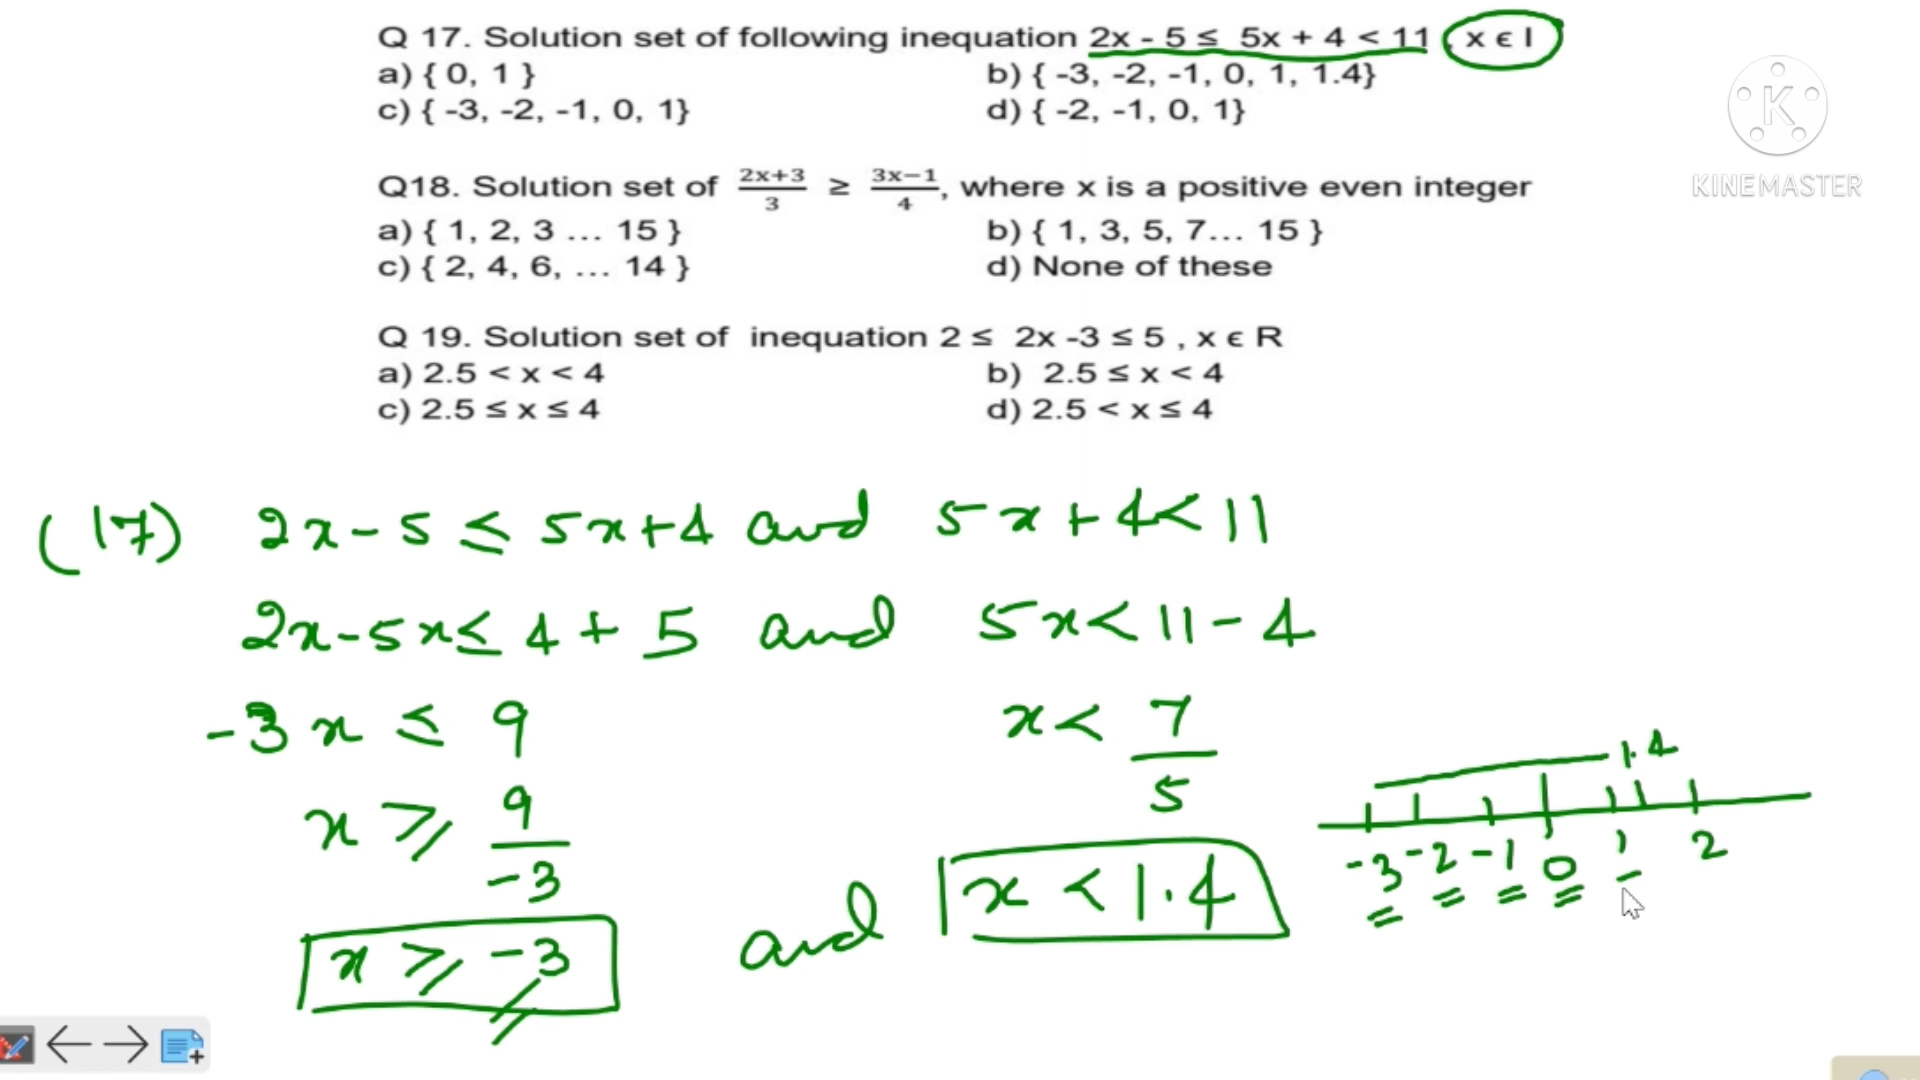 Q 17. Solution set of following inequation 2x - 5 ≤ 5x + 4 < 11 , x ϵ I
a) { 0, 1 } b) { -3, -2, -1, 0, 1, 1.4}
c) { -3, -2, -1, 0, 1} d) { -2, -1, 0, 1}
Q18. Solution set of (2x+3)/3 ≥ (3x−1)/4, where x is a positive even integer
a) { 1, 2, 3 ... 15 } b) { 1, 3, 5, 7... 15 }
c) { 2, 4, 6, ... 14 } d) None of these
Q 19. Solution set of inequation 2 ≤ 2x -3 ≤ 5 , x ϵ R
a) 2.5 < x < 4 b) 2.5 ≤ x < 4
c) 2.5 ≤ x ≤ 4 d) 2.5 < x ≤ 4
K
KINEMASTER
(17) 2x - 5 ≤ 5x + 4 and 5x + 4 < 11
2x - 5x ≤ 4 + 5 and 5x < 11 - 4
-3x ≤ 9 x < 7/5
x ≥ 9/-3
x ≥ -3 and x < 1.4
1.4
-3 -2 -1 0 1 2